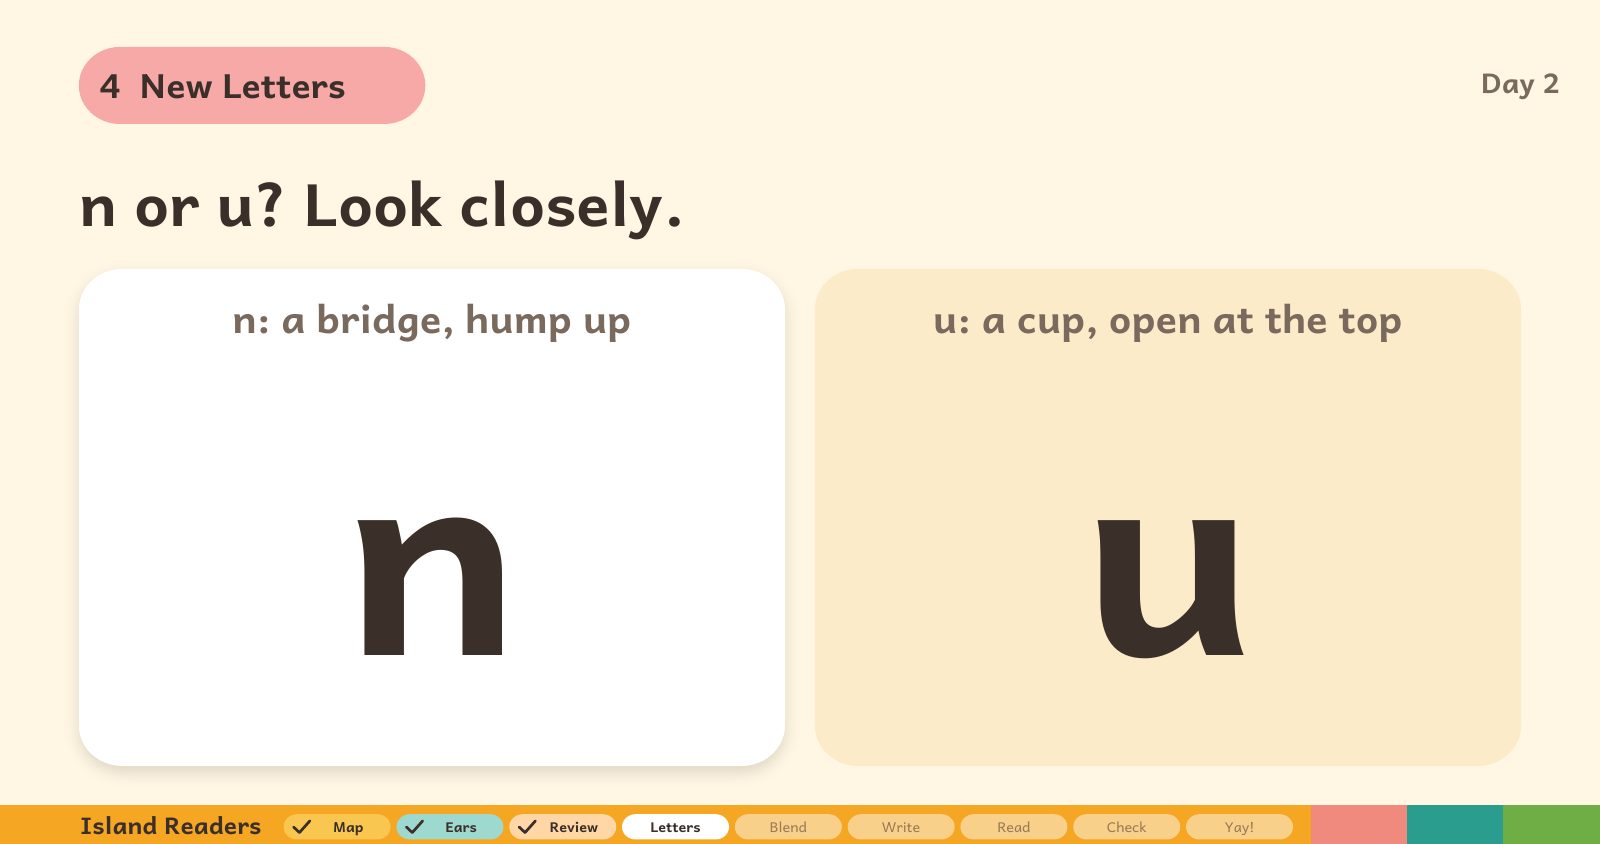 4 New Letters
Day 2
n or u? Look closely.
n: a bridge, hump up
n
u: a cup, open at the top
u
Island Readers
Map
Ears
Review
Letters
Blend
Write
Read
Check
Yay!